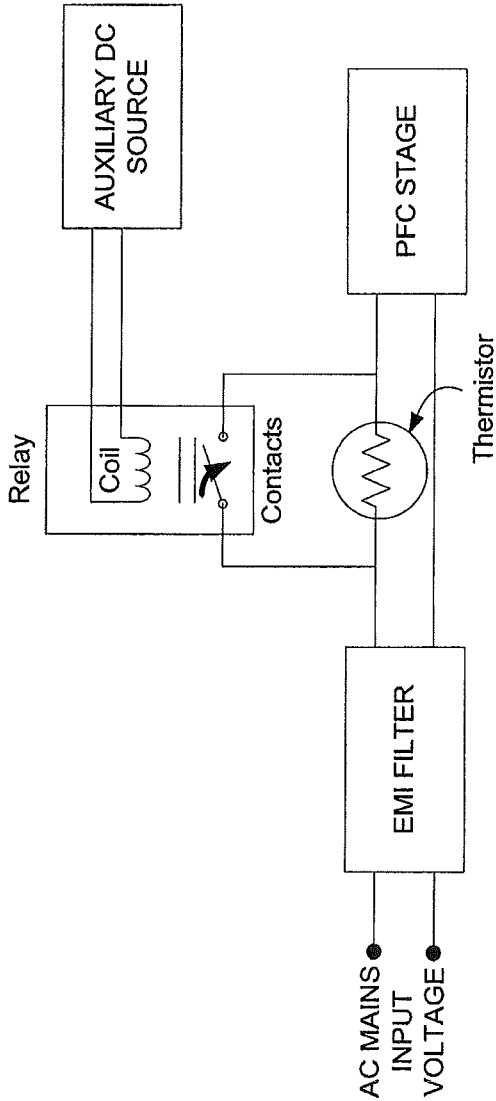 Relay
Coil
Contacts
AUXILIARY DC
SOURCE
AC MAINS
INPUT
VOLTAGE
EMI FILTER
PFC STAGE
Thermistor